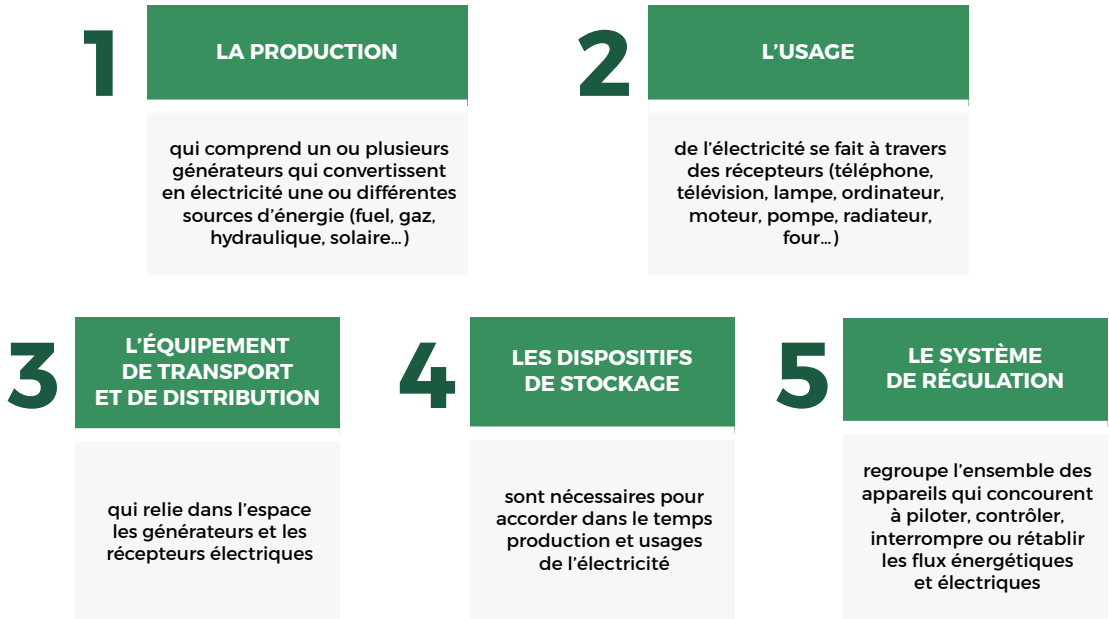 1
LA PRODUCTION
qui comprend un ou plusieurs
générateurs qui convertissent
en électricité une ou différentes
sources d’énergie (fuel, gaz,
hydraulique, solaire…)
2
L’USAGE
de l’électricité se fait à travers
des récepteurs (téléphone,
télévision, lampe, ordinateur,
moteur, pompe, radiateur,
four…)
3
L’ÉQUIPEMENT
DE TRANSPORT
ET DE DISTRIBUTION
qui relie dans l’espace
les générateurs et les
récepteurs électriques
4
LES DISPOSITIFS
DE STOCKAGE
sont nécessaires pour
accorder dans le temps
production et usages
de l’électricité
5
LE SYSTÈME
DE RÉGULATION
regroupe l’ensemble des
appareils qui concourent
à piloter, contrôler,
interrompre ou rétablir
les flux énergétiques
et électriques